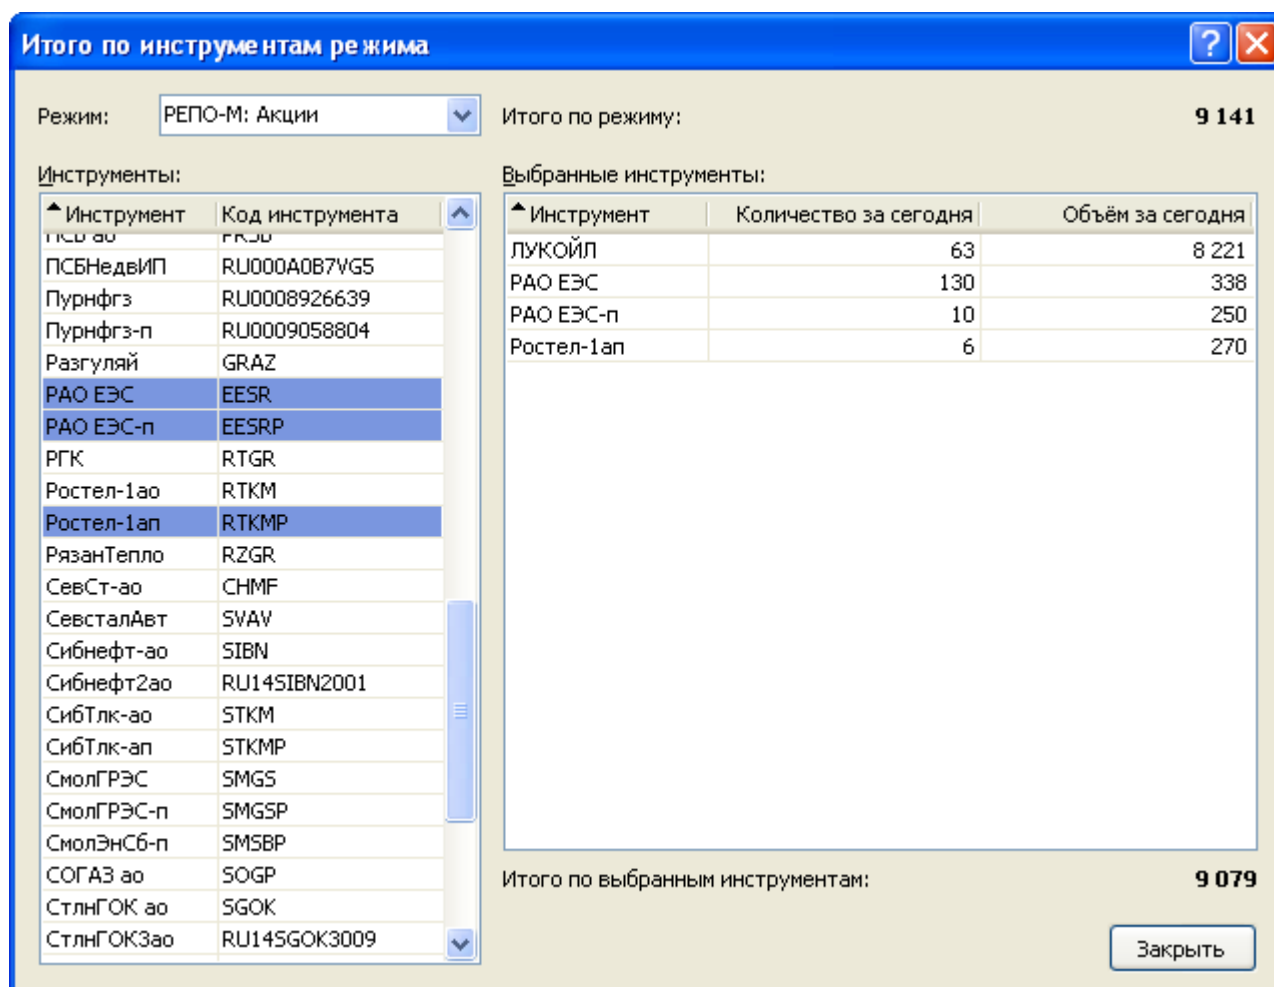 Итого по инструментам режима
Режим: РЕПО-М: Акции
Итого по режиму: 9 141
Инструменты:
Инструмент Код инструмента
ПСБНедвИП RU000A0B7VG5
Пурнфгз RU0008926639
Пурнфгз-п RU0009058804
Разгуляй GRAZ
РАО ЕЭС EESR
РАО ЕЭС-п EESRP
РГК RTGR
Ростел-1ао RTKM
Ростел-1ап RTKMP
РязанТепло RZGR
СевСт-ао CHMF
СевсталАвт SVAV
Сибнефт-ао SIBN
Сибнефт2ао RU14SIBN2001
СибТлк-ао STKM
СибТлк-ап STKMP
СмолГРЭС SMGS
СмолГРЭС-п SMGSP
СмолЭнСб-п SMSBP
СОГАЗ ао SOGP
СтлнГОК ао SGOK
СтлнГОК3ао RU14SGOK3009
Выбранные инструменты:
Инструмент Количество за сегодня Объём за сегодня
ЛУКОЙЛ 63 8 221
РАО ЕЭС 130 338
РАО ЕЭС-п 10 250
Ростел-1ап 6 270
Итого по выбранным инструментам: 9 079
Закрыть